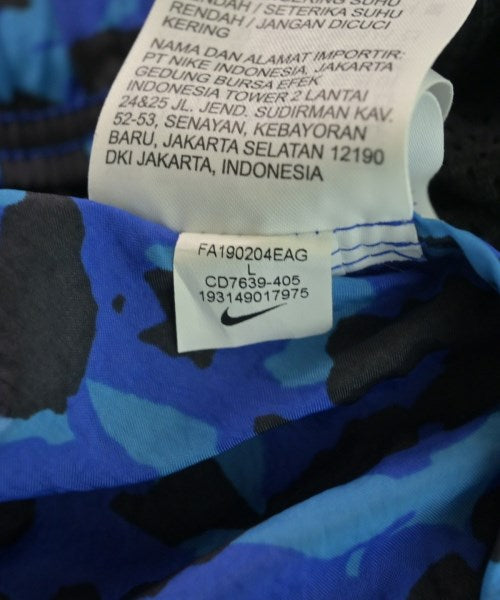 RENDAH / SETERIKA SUHU
RENDAH / JANGAN DICUCI
KERING
NAMA DAN ALAMAT IMPORTIR:
PT NIKE INDONESIA, JAKARTA
GEDUNG BURSA EFEK
INDONESIA TOWER 2 LANTAI
24&25 JL. JEND. SUDIRMAN KAV.
52-53, SENAYAN, KEBAYORAN
BARU, JAKARTA SELATAN 12190
DKI JAKARTA, INDONESIA
FA190204EAG
L
CD7639-405
193149017975